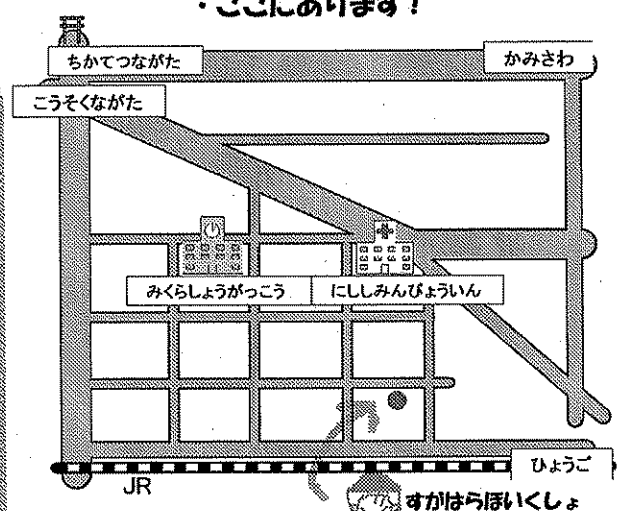 ・ここにあります！
ちかてつながた
かみさわ
こうそくながた
みくらしょうがっこう
にししみんびょういん
ひょうご
JR
すがはらほいくしょ